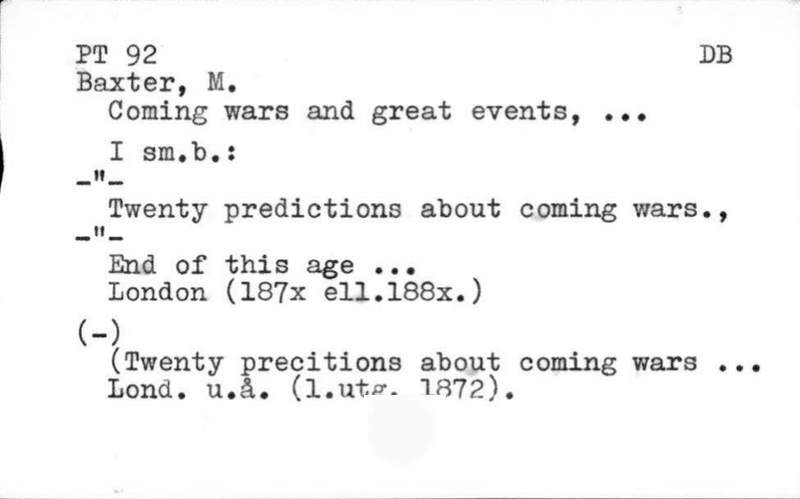 PT 92 DB
Baxter, M.
Coming wars and great events, ...
I sm.b.:
-"-
Twenty predictions about coming wars.,
-"-
End of this age ...
London (187x ell.188x.)
(-)
(Twenty precitions about coming wars ...
Lond. u.å. (1.utg. 1872).